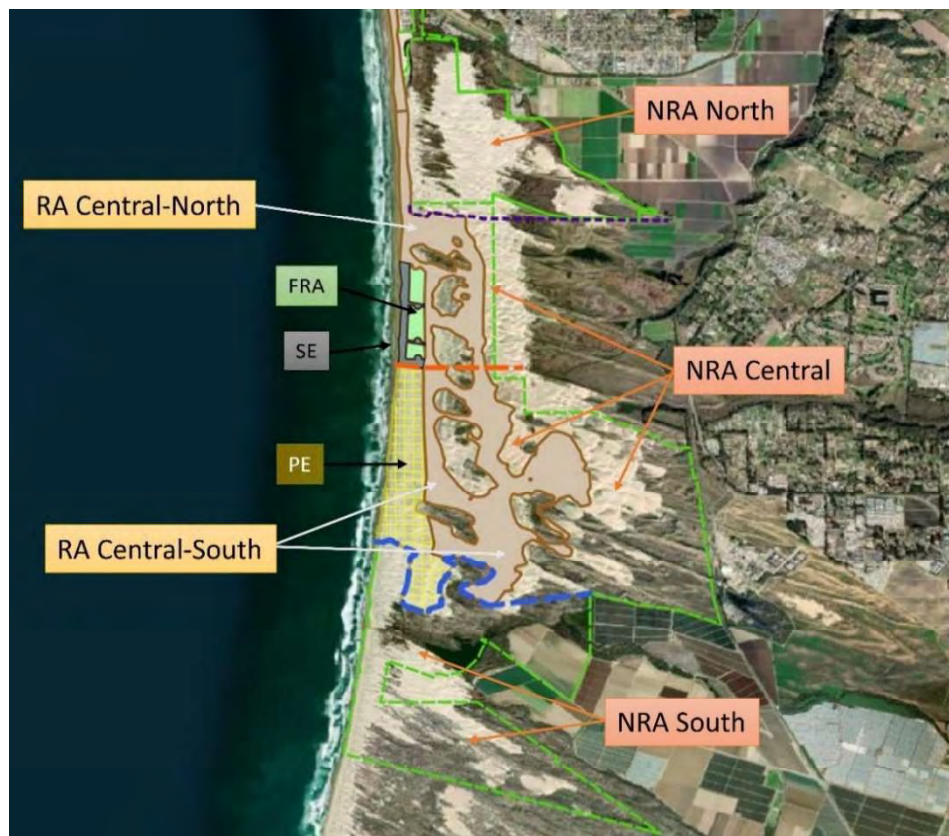 NRA North
RA Central-North
FRA
SE
NRA Central
PE
RA Central-South
NRA South